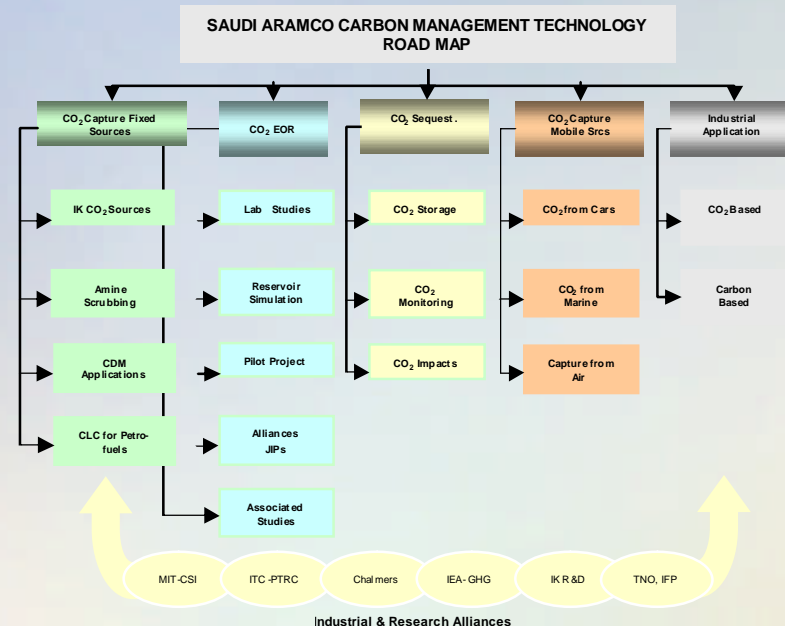 SAUDI ARAMCO CARBON MANAGEMENT TECHNOLOGY
ROAD MAP
CO₂ Capture Fixed
Sources
CO₂ EOR
CO₂ Sequest.
CO₂ Capture
Mobile Srcs
Industrial
Application
IK CO₂ Sources
Lab Studies
CO₂ Storage
CO₂ from Cars
CO₂ Based
Amine
Scrubbing
Reservoir
Simulation
CO₂
Monitoring
CO₂ from
Marine
Carbon
Based
CDM
Applications
Pilot Project
CO₂ Impacts
Capture from
Air
CLC for Petro-
fuels
Alliances
JIPs
Associated
Studies
MIT-CSI
ITC -PTRC
Chalmers
IEA- GHG
IK R &D
TNO, IFP
Industrial & Research Alliances